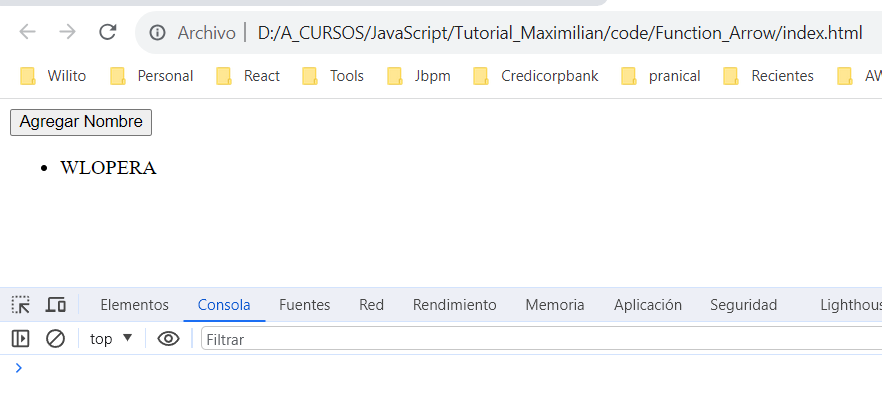 Archivo D:/A_CURSOS/JavaScript/Tutorial_Maximilian/code/Function_Arrow/index.html
Wilito Personal React Tools Jbpm Credicorpbank pranical Recientes AW
Agregar Nombre
• WLOPERA
Elementos Consola Fuentes Red Rendimiento Memoria Aplicación Seguridad Lighthous
top Filtrar